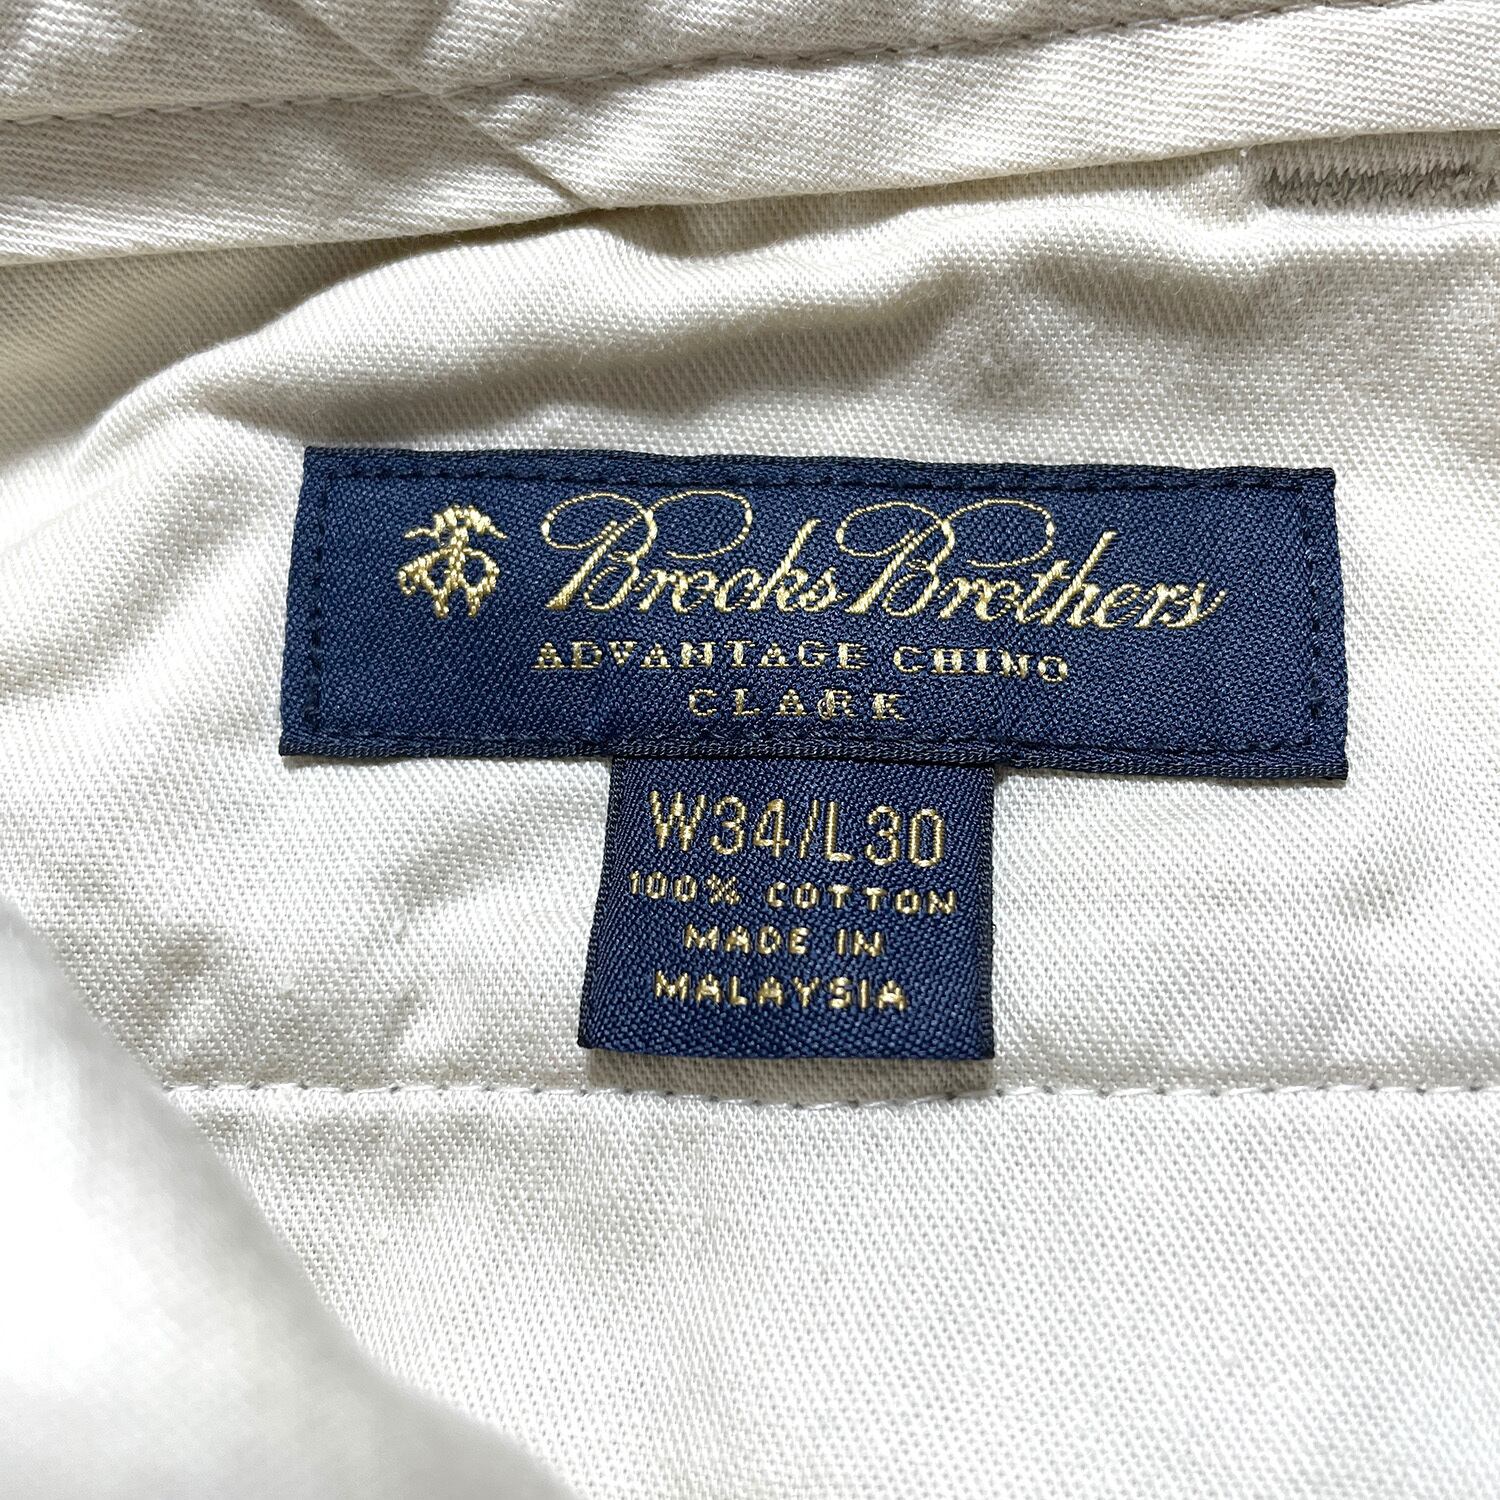 Brooks Brothers
ADVANTAGE CHINO
CLARK
W34/L30
100% COTTON
MADE IN
MALAYSIA